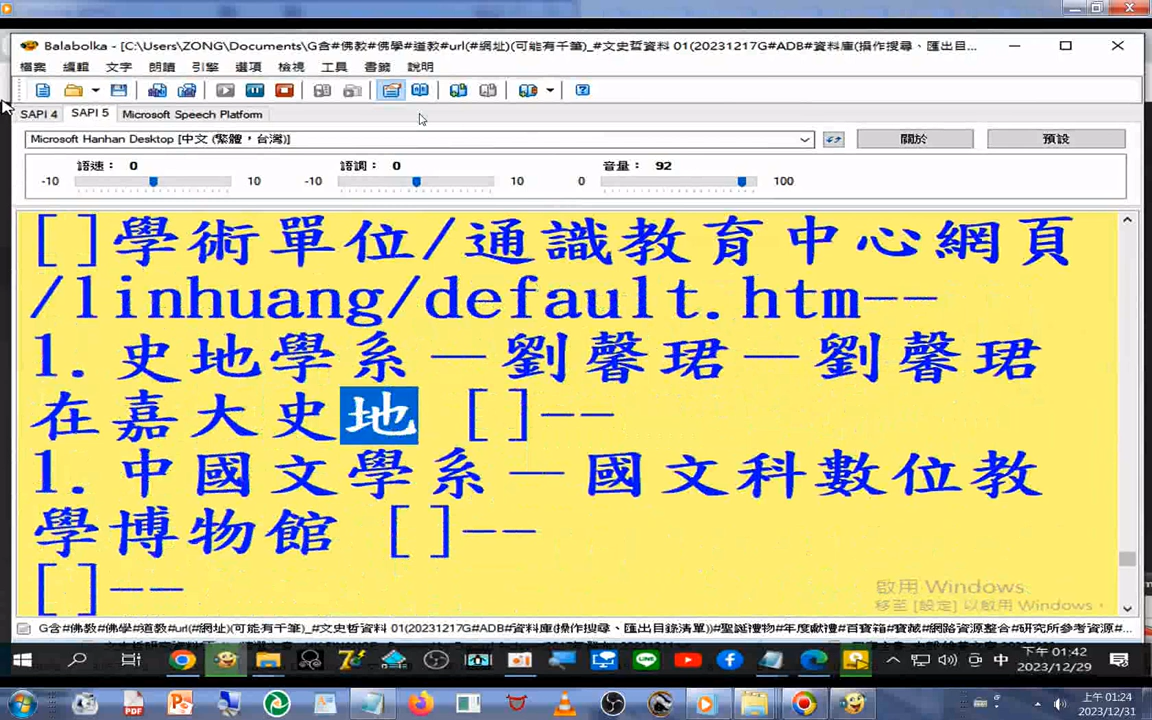 Balabolka - [C:\Users\ZONG\Documents\G含#佛教#佛學#道教#url(#網址)(可能有千筆)_#文史哲資料 01(20231217G#ADB#資料庫(操作搜尋、匯出目...
檔案 編輯 文字 朗讀 引擎 選項 檢視 工具 書籤 說明
SAPI 4 SAPI 5 Microsoft Speech Platform
Microsoft Hanhan Desktop [中文 (繁體，台灣)] 關於 預設
語速： 0 語調： 0 音量： 92
-10 10 -10 10 0 100
[ ]學術單位/通識教育中心網頁
/linhuang/default.htm--
1. 史地學系－劉馨珺－劉馨珺
在嘉大史地 [ ]--
1. 中國文學系－國文科數位教
學博物館 [ ]--
[ ]--
啟用 Windows
移至 [設定] 以啟用 Windows。
G含#佛教#佛學#道教#url(#網址)(可能有千筆)_#文史哲資料 01(20231217G#ADB#資料庫(操作搜尋、匯出目錄清單))#聖誕禮物#年度獻禮#百寶箱#寶藏#網路資源整合#研究所參考資源#...
中 下午 01:42
2023/12/29
上午 01:24
2023/12/31